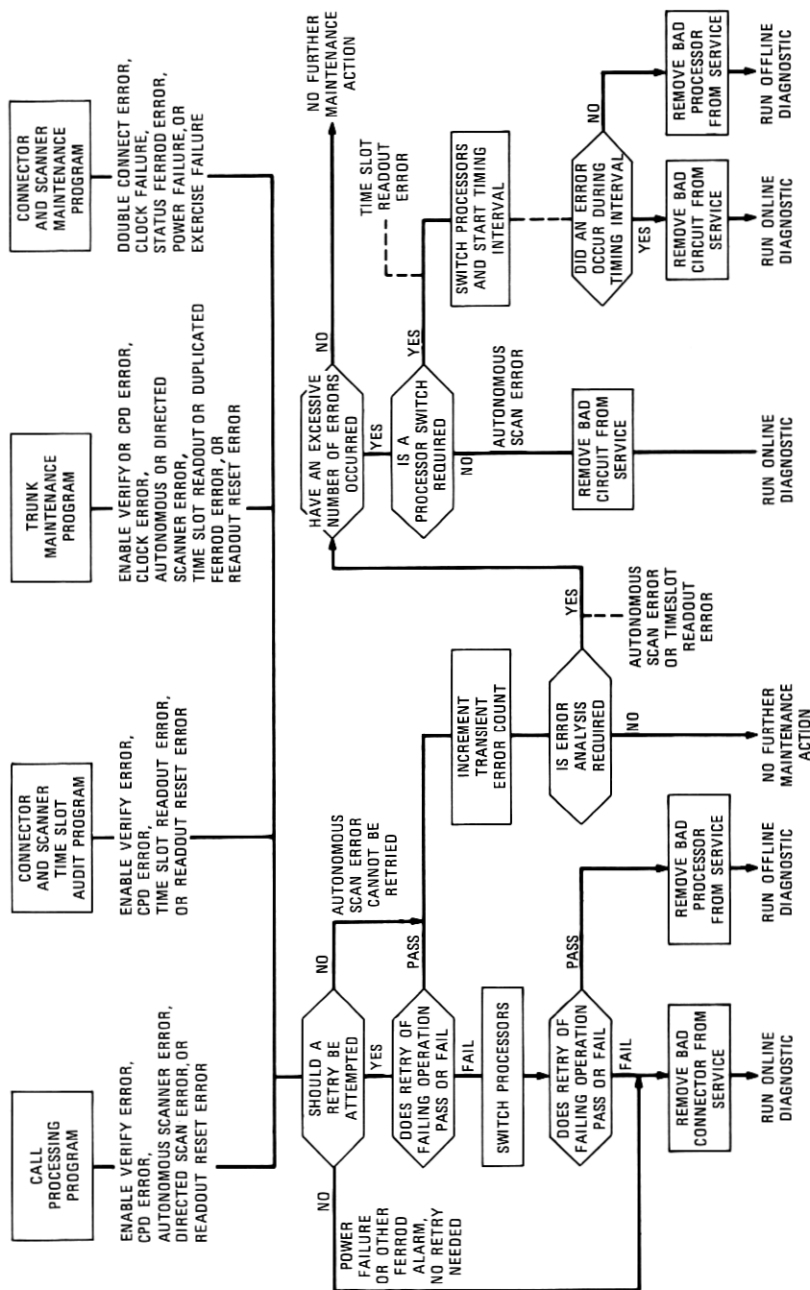 CALL
PROCESSING
PROGRAM
ENABLE VERIFY ERROR,
CPD ERROR,
AUTONOMOUS SCANNER ERROR,
DIRECTED SCAN ERROR, OR
READOUT RESET ERROR
CONNECTOR
AND SCANNER
TIME SLOT
AUDIT PROGRAM
ENABLE VERIFY ERROR,
CPD ERROR,
TIME SLOT READOUT ERROR,
OR READOUT RESET ERROR
TRUNK
MAINTENANCE
PROGRAM
ENABLE VERIFY OR CPD ERROR,
CLOCK ERROR,
AUTONOMOUS OR DIRECTED
SCANNER ERROR,
TIME SLOT READOUT OR DUPLICATED
FERROD ERROR, OR
READOUT RESET ERROR
CONNECTOR
AND SCANNER
MAINTENANCE
PROGRAM
DOUBLE CONNECT ERROR,
CLOCK FAILURE,
STATUS FERROD ERROR,
POWER FAILURE, OR
EXERCISE FAILURE
NO
SHOULD A
RETRY BE
ATTEMPTED
NO
POWER
FAILURE
OR OTHER
FERROD
ALARM,
NO RETRY
NEEDED
AUTONOMOUS
SCAN ERROR
CANNOT BE
RETRIED
YES
DOES RETRY OF
FAILING OPERATION
PASS OR FAIL
PASS
FAIL
SWITCH PROCESSORS
DOES RETRY OF
FAILING OPERATION
PASS OR FAIL
PASS
FAIL
REMOVE BAD
CONNECTOR FROM
SERVICE
RUN ONLINE
DIAGNOSTIC
REMOVE BAD
PROCESSOR
FROM SERVICE
RUN OFFLINE
DIAGNOSTIC
INCREMENT
TRANSIENT
ERROR COUNT
IS ERROR
ANALYSIS
REQUIRED
YES
NO
AUTONOMOUS
SCAN ERROR
OR TIMESLOT
READOUT
ERROR
NO FURTHER
MAINTENANCE
ACTION
HAVE AN EXCESSIVE
NUMBER OF ERRORS
OCCURRED
NO
NO FURTHER
MAINTENANCE
ACTION
YES
IS A
PROCESSOR SWITCH
REQUIRED
YES
TIME SLOT
READOUT
ERROR
NO
AUTONOMOUS
SCAN ERROR
REMOVE BAD
CIRCUIT FROM
SERVICE
RUN ONLINE
DIAGNOSTIC
SWITCH PROCESSORS
AND START TIMING
INTERVAL
DID AN ERROR
OCCUR DURING
TIMING INTERVAL
NO
YES
REMOVE BAD
CIRCUIT FROM
SERVICE
RUN ONLINE
DIAGNOSTIC
REMOVE BAD
PROCESSOR
FROM SERVICE
RUN OFFLINE
DIAGNOSTIC